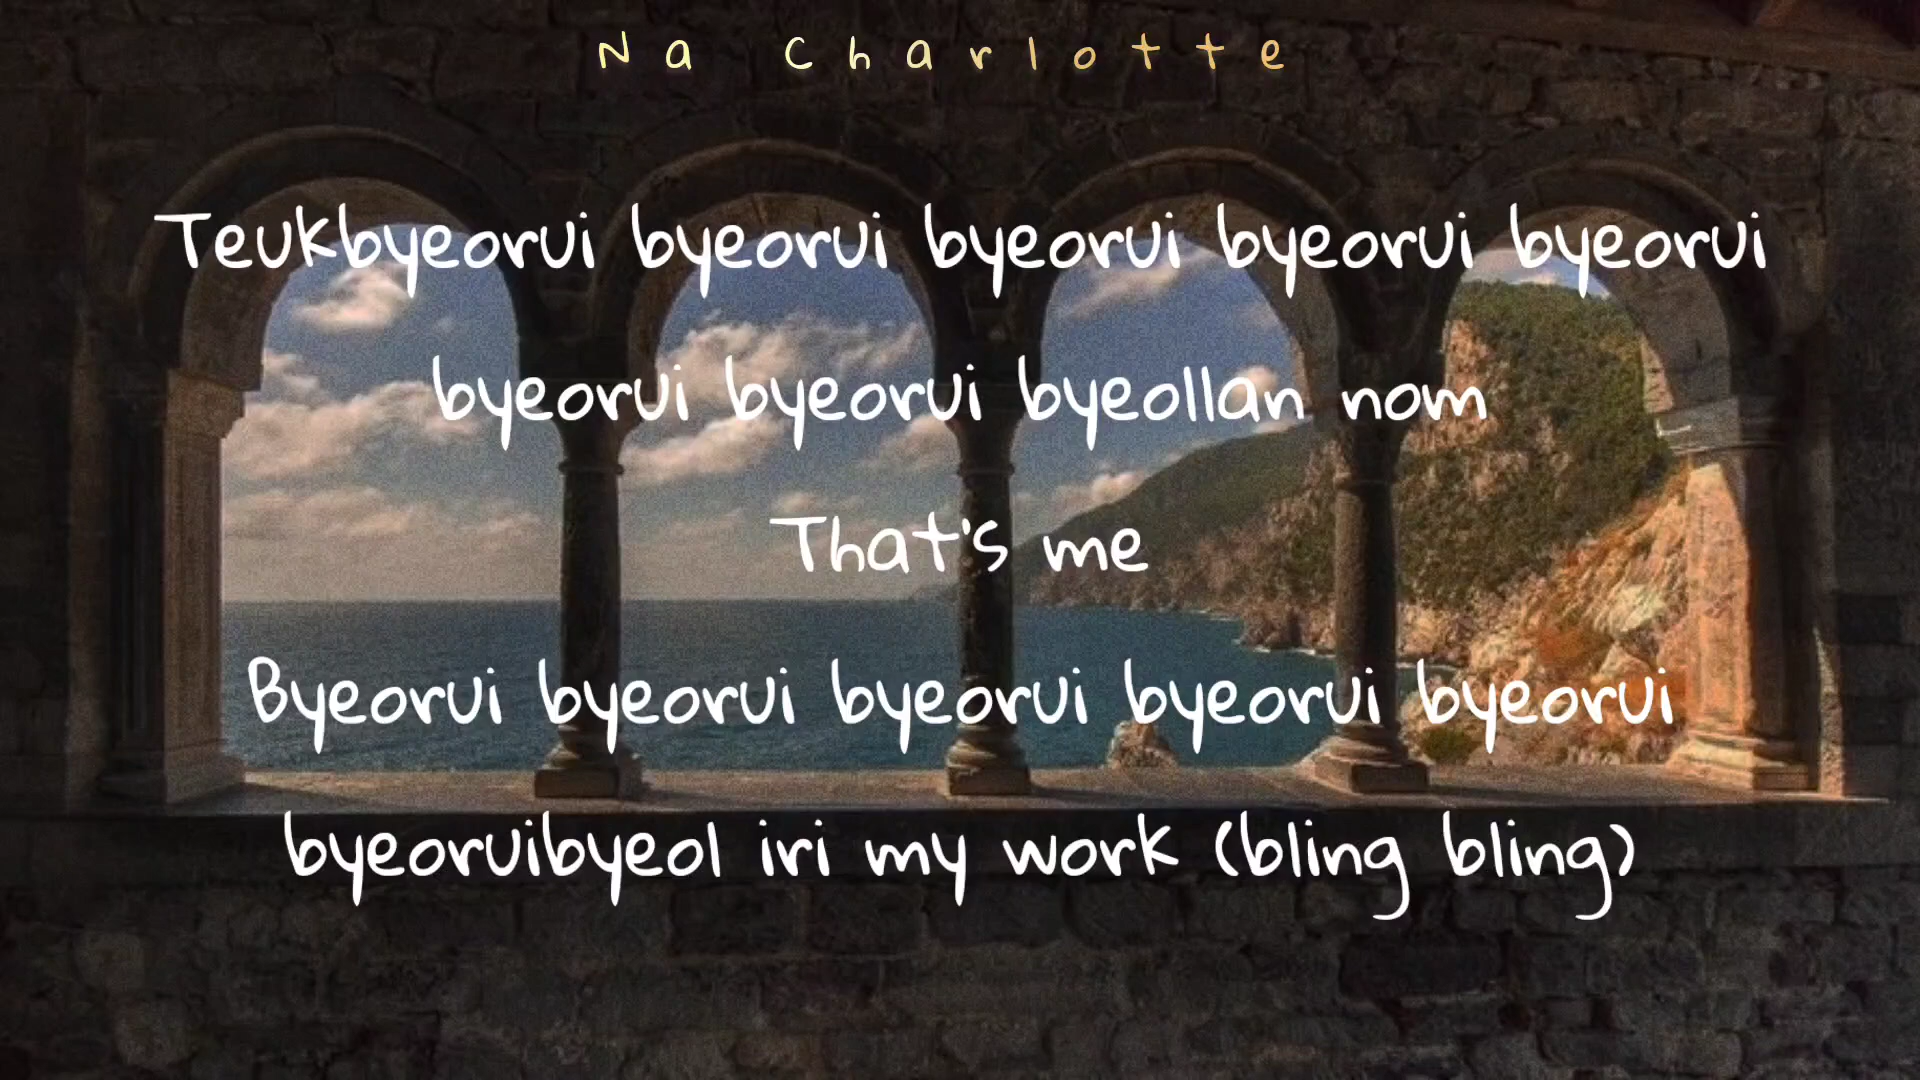 Na Charlotte
Teukbyeorui byeorui byeorui byeorui byeorui
byeorui byeorui byeollan nom
That's me
Byeorui byeorui byeorui byeorui byeorui
byeoruibyeol iri my work (bling bling)